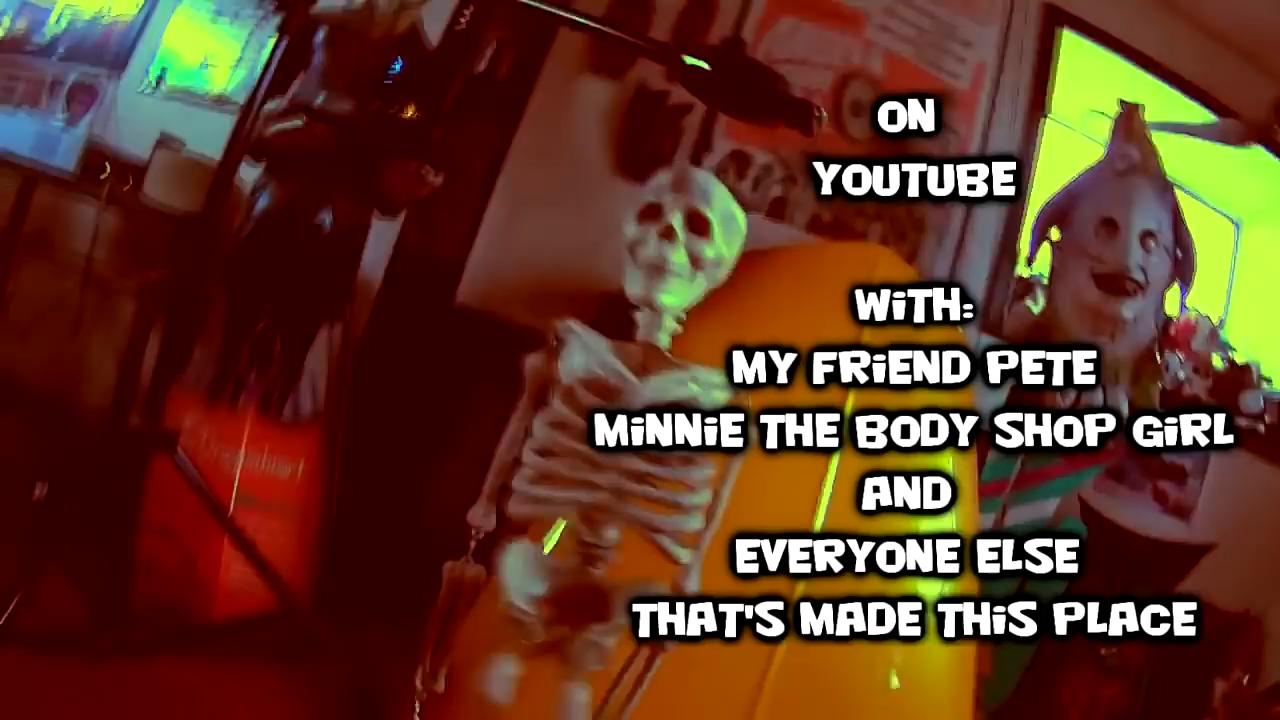 ON
YOUTUBE
WiTH:
MY FRiEND PETE
MiNNiE THE BODY SHOP GiRL
AND
EVERYONE ELSE
THAT'S MADE THiS PLACE